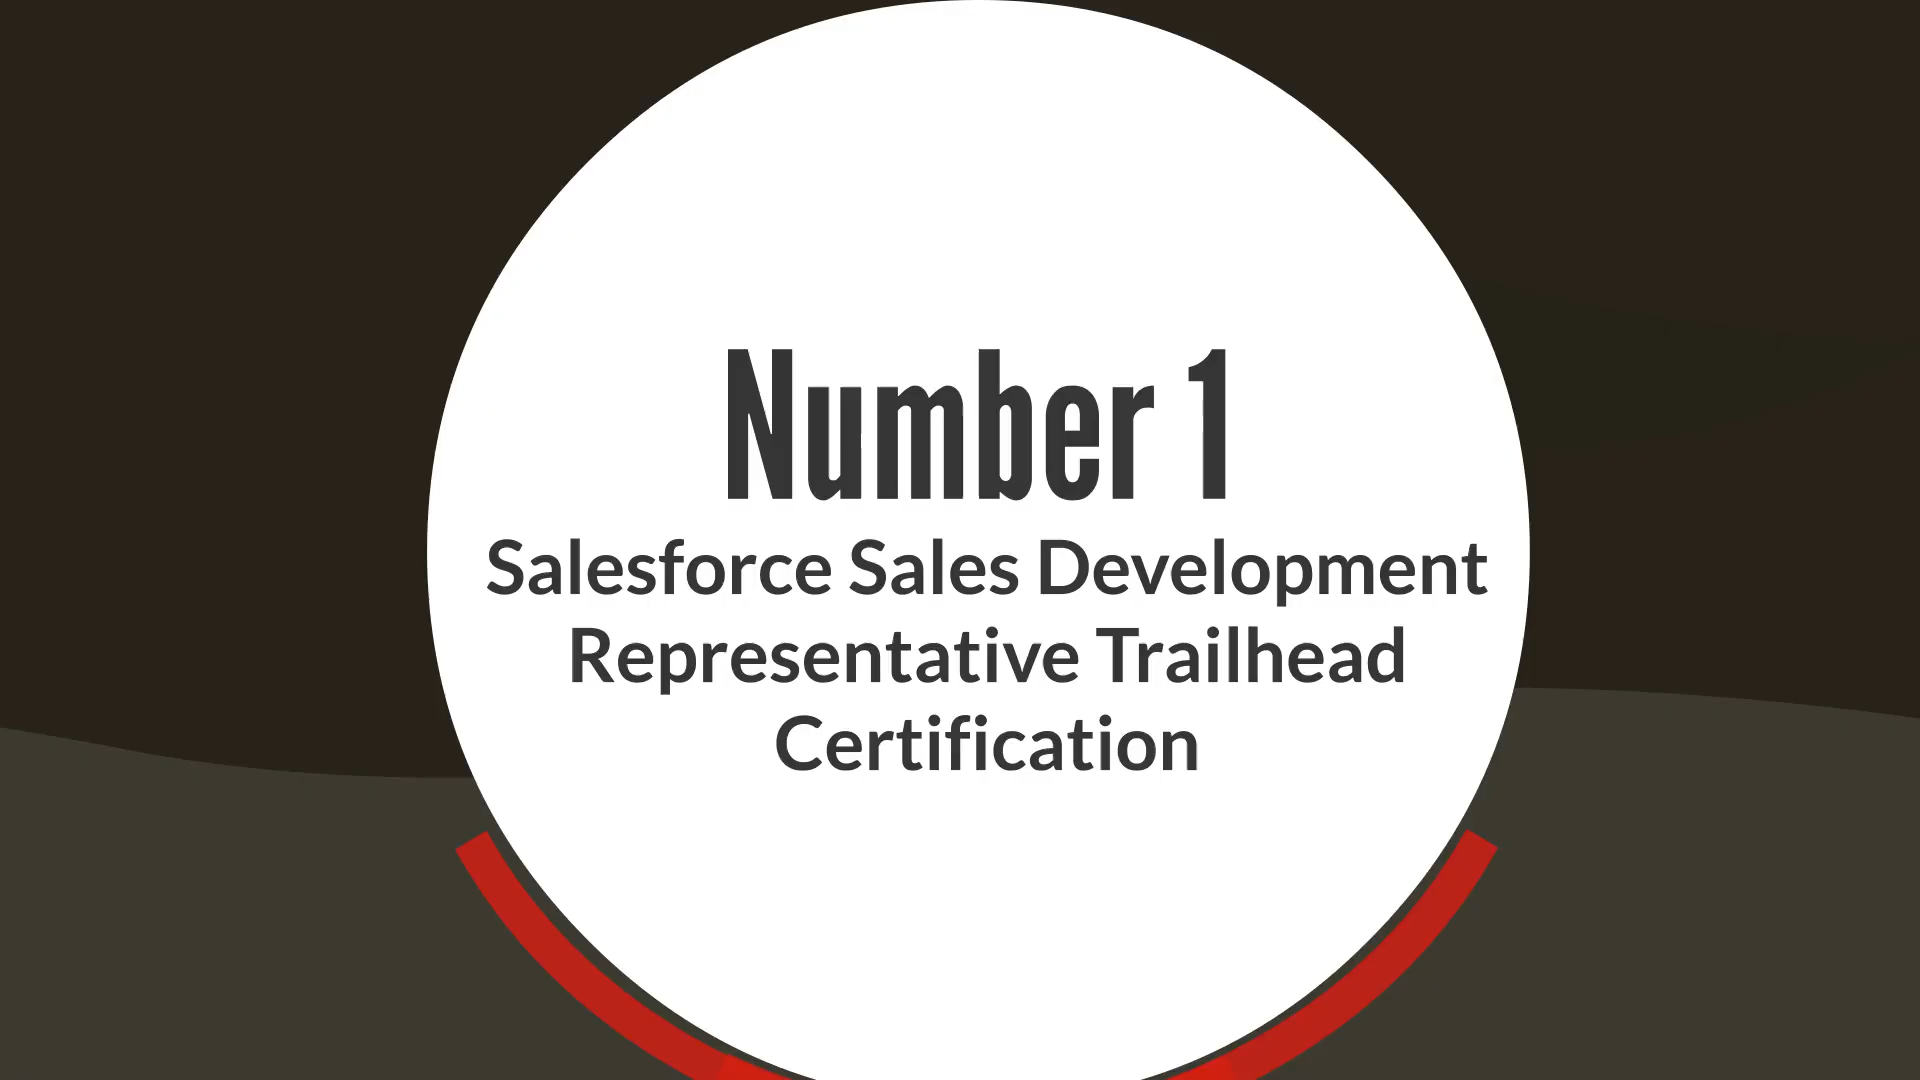 Number 1
Salesforce Sales Development
Representative Trailhead
Certification